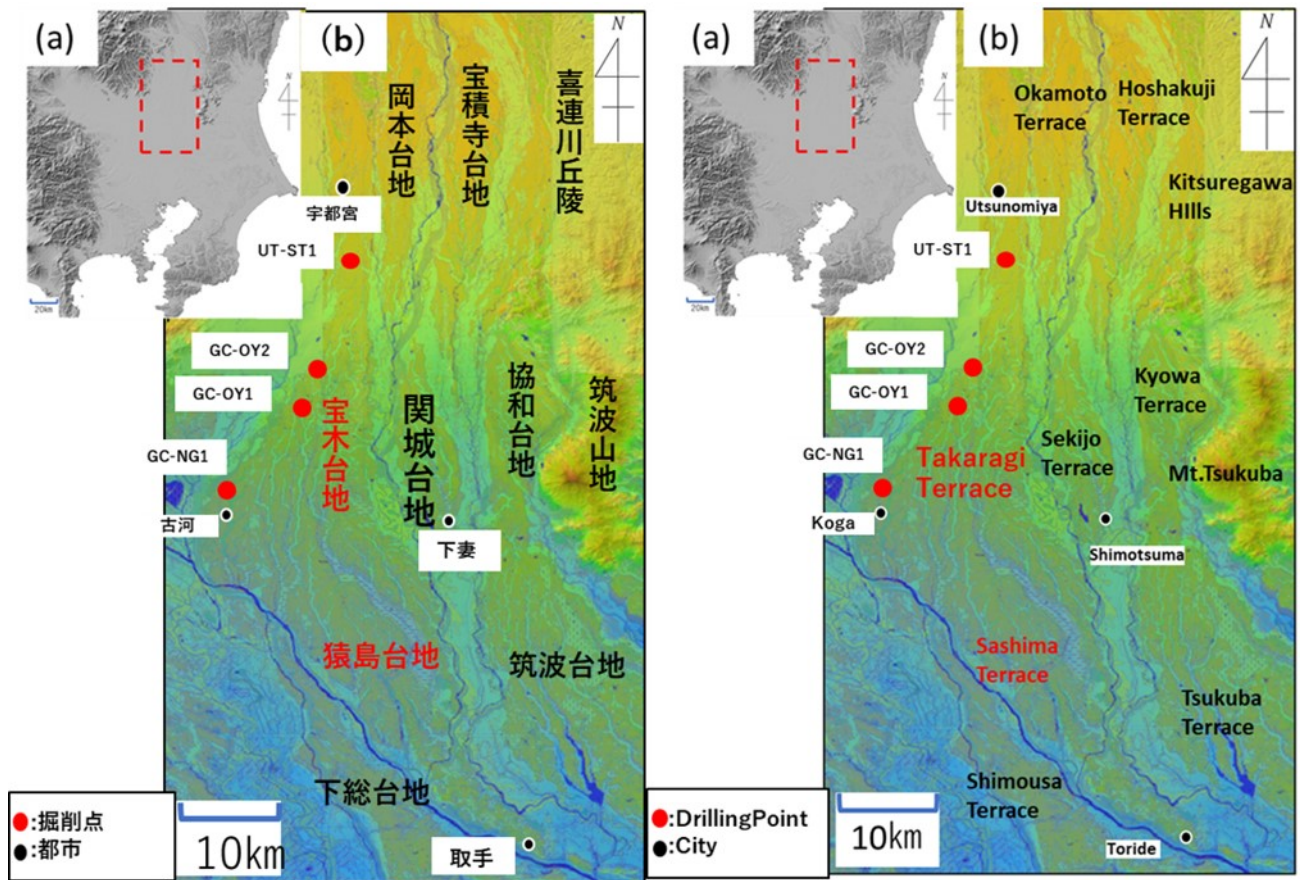 (a)
(b)
N
N
20km
岡本台地
宝積寺台地
喜連川丘陵
宇都宮
UT-ST1
GC-OY2
GC-OY1
GC-NG1
古河
宝木台地
関城台地
協和台地
筑波山地
下妻
猿島台地
筑波台地
下総台地
取手
10km
●:掘削点
●:都市
(a)
(b)
N
N
20km
Okamoto
Terrace
Hoshakuji
Terrace
Kitsuregawa
HIlls
Utsunomiya
UT-ST1
GC-OY2
GC-OY1
GC-NG1
Koga
Takaragi
Terrace
Sekijo
Terrace
Kyowa
Terrace
Mt.Tsukuba
Shimotsuma
Sashima
Terrace
Tsukuba
Terrace
Shimousa
Terrace
Toride
10km
●:DrillingPoint
●:City